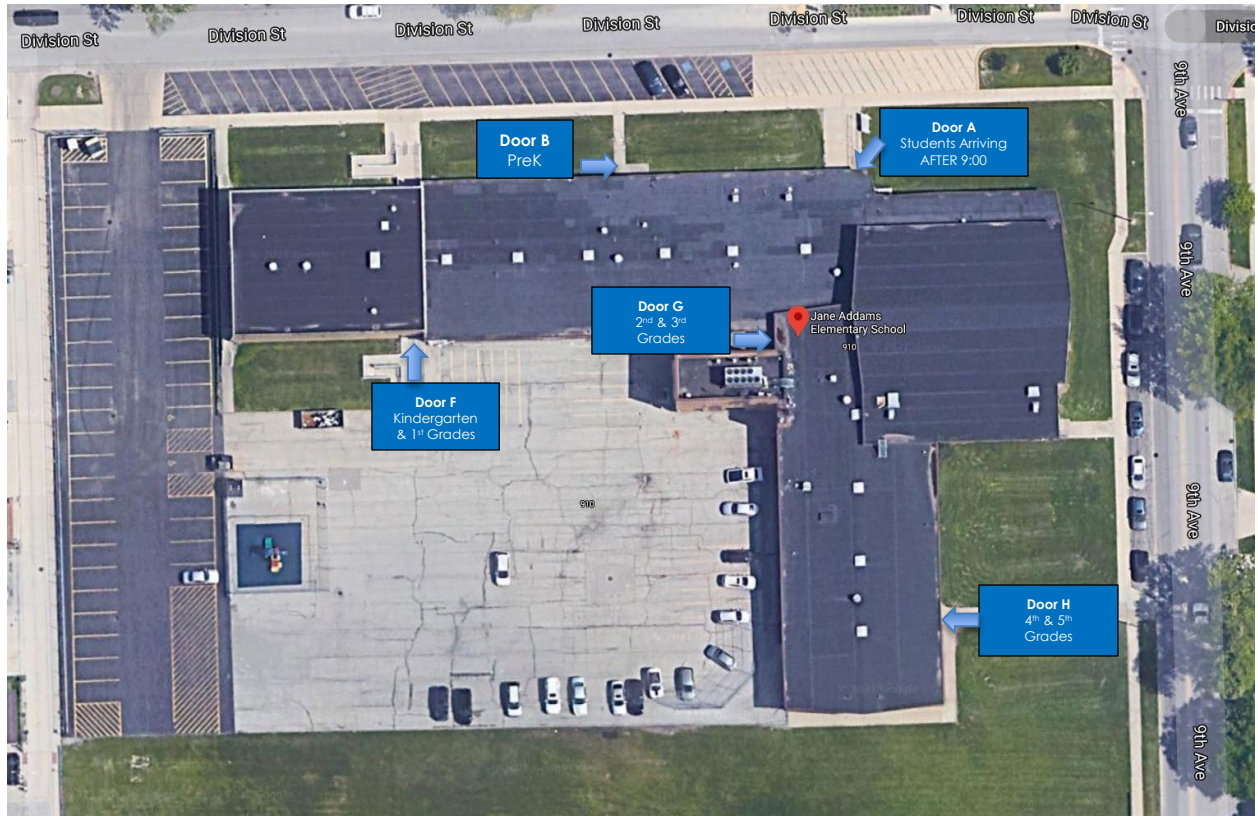 Division St
Division St
Division St
Division St
Division St
Division St
Division St
Divisio
9th Ave
Door B
PreK
Door A
Students Arriving
AFTER 9:00
9th Ave
Door G
2nd & 3rd
Grades
Jane Addams
Elementary School
910
Door F
Kindergarten
& 1st Grades
910
9th Ave
Door H
4th & 5th
Grades
9th Ave